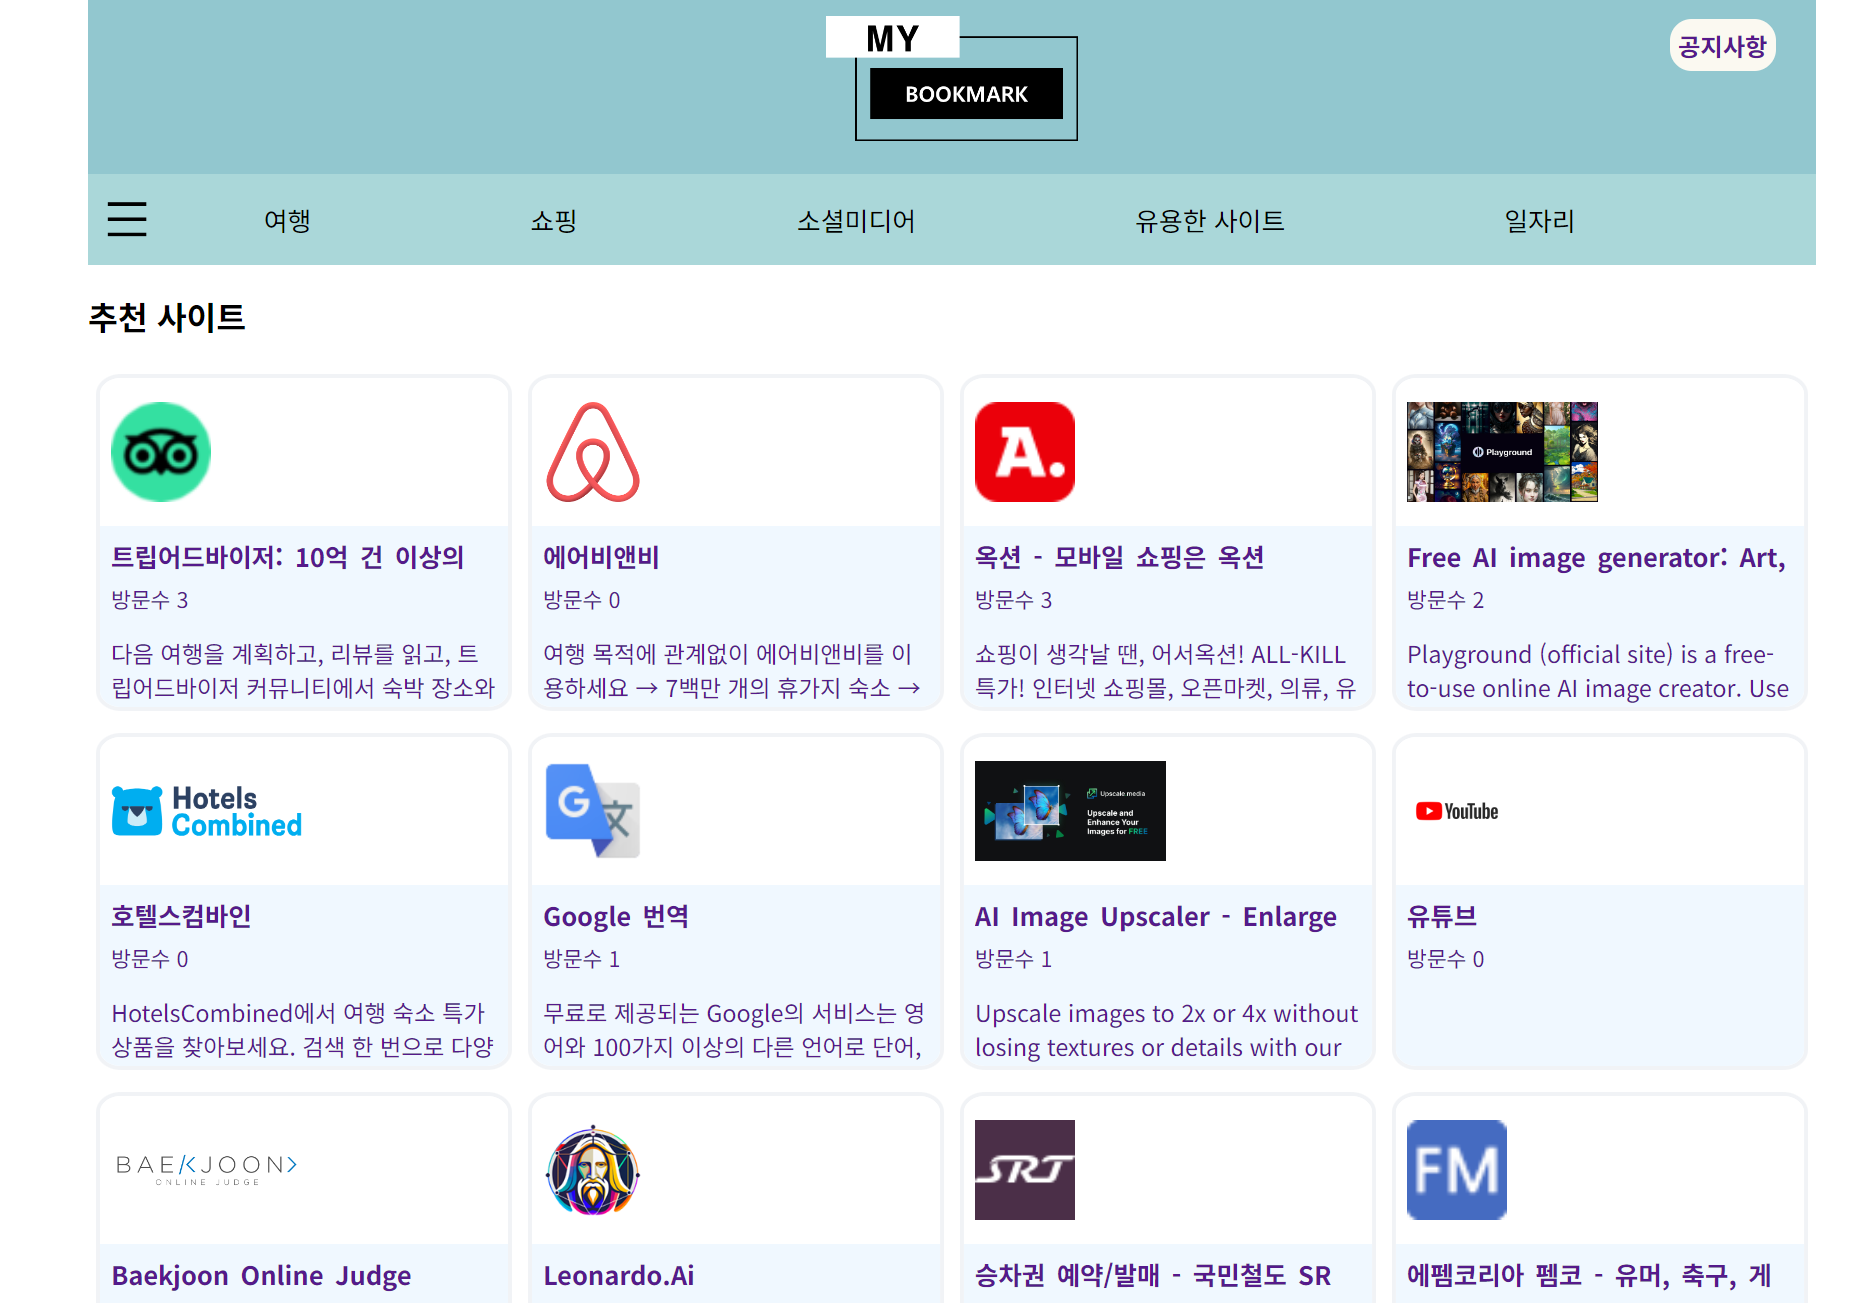 MY
BOOKMARK
공지사항
여행
쇼핑
소셜미디어
유용한 사이트
일자리
추천 사이트
A.
Playground
트립어드바이저: 10억 건 이상의
방문수 3
다음 여행을 계획하고, 리뷰를 읽고, 트
립어드바이저 커뮤니티에서 숙박 장소와
에어비앤비
방문수 0
여행 목적에 관계없이 에어비앤비를 이
용하세요 → 7백만 개의 휴가지 숙소 →
옥션 - 모바일 쇼핑은 옥션
방문수 3
쇼핑이 생각날 땐, 어서옥션! ALL-KILL
특가! 인터넷 쇼핑몰, 오픈마켓, 의류, 유
Free AI image generator: Art,
방문수 2
Playground (official site) is a free-
to-use online AI image creator. Use
Hotels
Combined
호텔스컴바인
방문수 0
HotelsCombined에서 여행 숙소 특가
상품을 찾아보세요. 검색 한 번으로 다양
G 文
Google 번역
방문수 1
무료로 제공되는 Google의 서비스는 영
어와 100가지 이상의 다른 언어로 단어,
Upscale media
Upscale and
Enhance Your
Images for FREE
AI Image Upscaler - Enlarge
방문수 1
Upscale images to 2x or 4x without
losing textures or details with our
YouTube
유튜브
방문수 0
BAEKJOON
ONLINE JUDGE
Baekjoon Online Judge
Leonardo.Ai
SRT
승차권 예약/발매 - 국민철도 SR
FM
에펨코리아 펨코 - 유머, 축구, 게